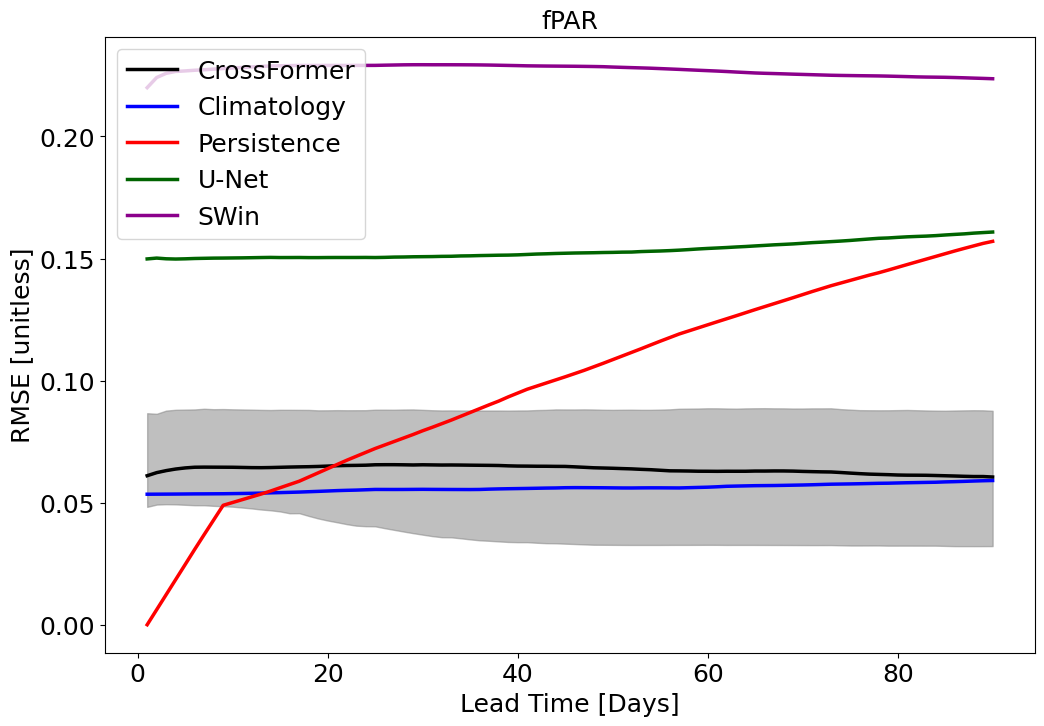 fPAR
CrossFormer
Climatology
Persistence
U-Net
SWin
RMSE [unitless]
0.20
0.15
0.10
0.05
0.00
0 20 40 60 80
Lead Time [Days]